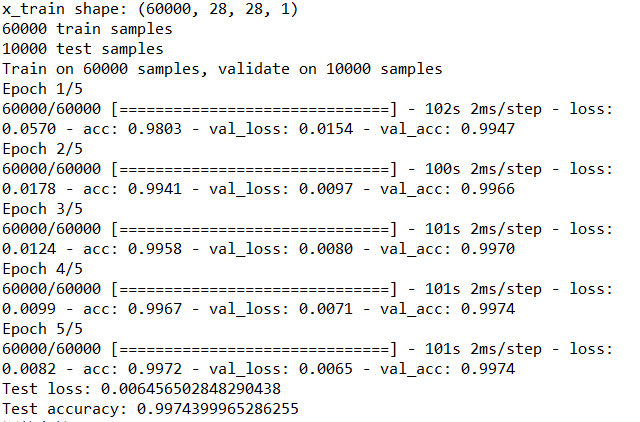 x_train shape: (60000, 28, 28, 1)
60000 train samples
10000 test samples
Train on 60000 samples, validate on 10000 samples
Epoch 1/5
60000/60000 [==============================] - 102s 2ms/step - loss:
0.0570 - acc: 0.9803 - val_loss: 0.0154 - val_acc: 0.9947
Epoch 2/5
60000/60000 [==============================] - 100s 2ms/step - loss:
0.0178 - acc: 0.9941 - val_loss: 0.0097 - val_acc: 0.9966
Epoch 3/5
60000/60000 [==============================] - 101s 2ms/step - loss:
0.0124 - acc: 0.9958 - val_loss: 0.0080 - val_acc: 0.9970
Epoch 4/5
60000/60000 [==============================] - 101s 2ms/step - loss:
0.0099 - acc: 0.9967 - val_loss: 0.0071 - val_acc: 0.9974
Epoch 5/5
60000/60000 [==============================] - 101s 2ms/step - loss:
0.0082 - acc: 0.9972 - val_loss: 0.0065 - val_acc: 0.9974
Test loss: 0.006456502848290438
Test accuracy: 0.9974399965286255